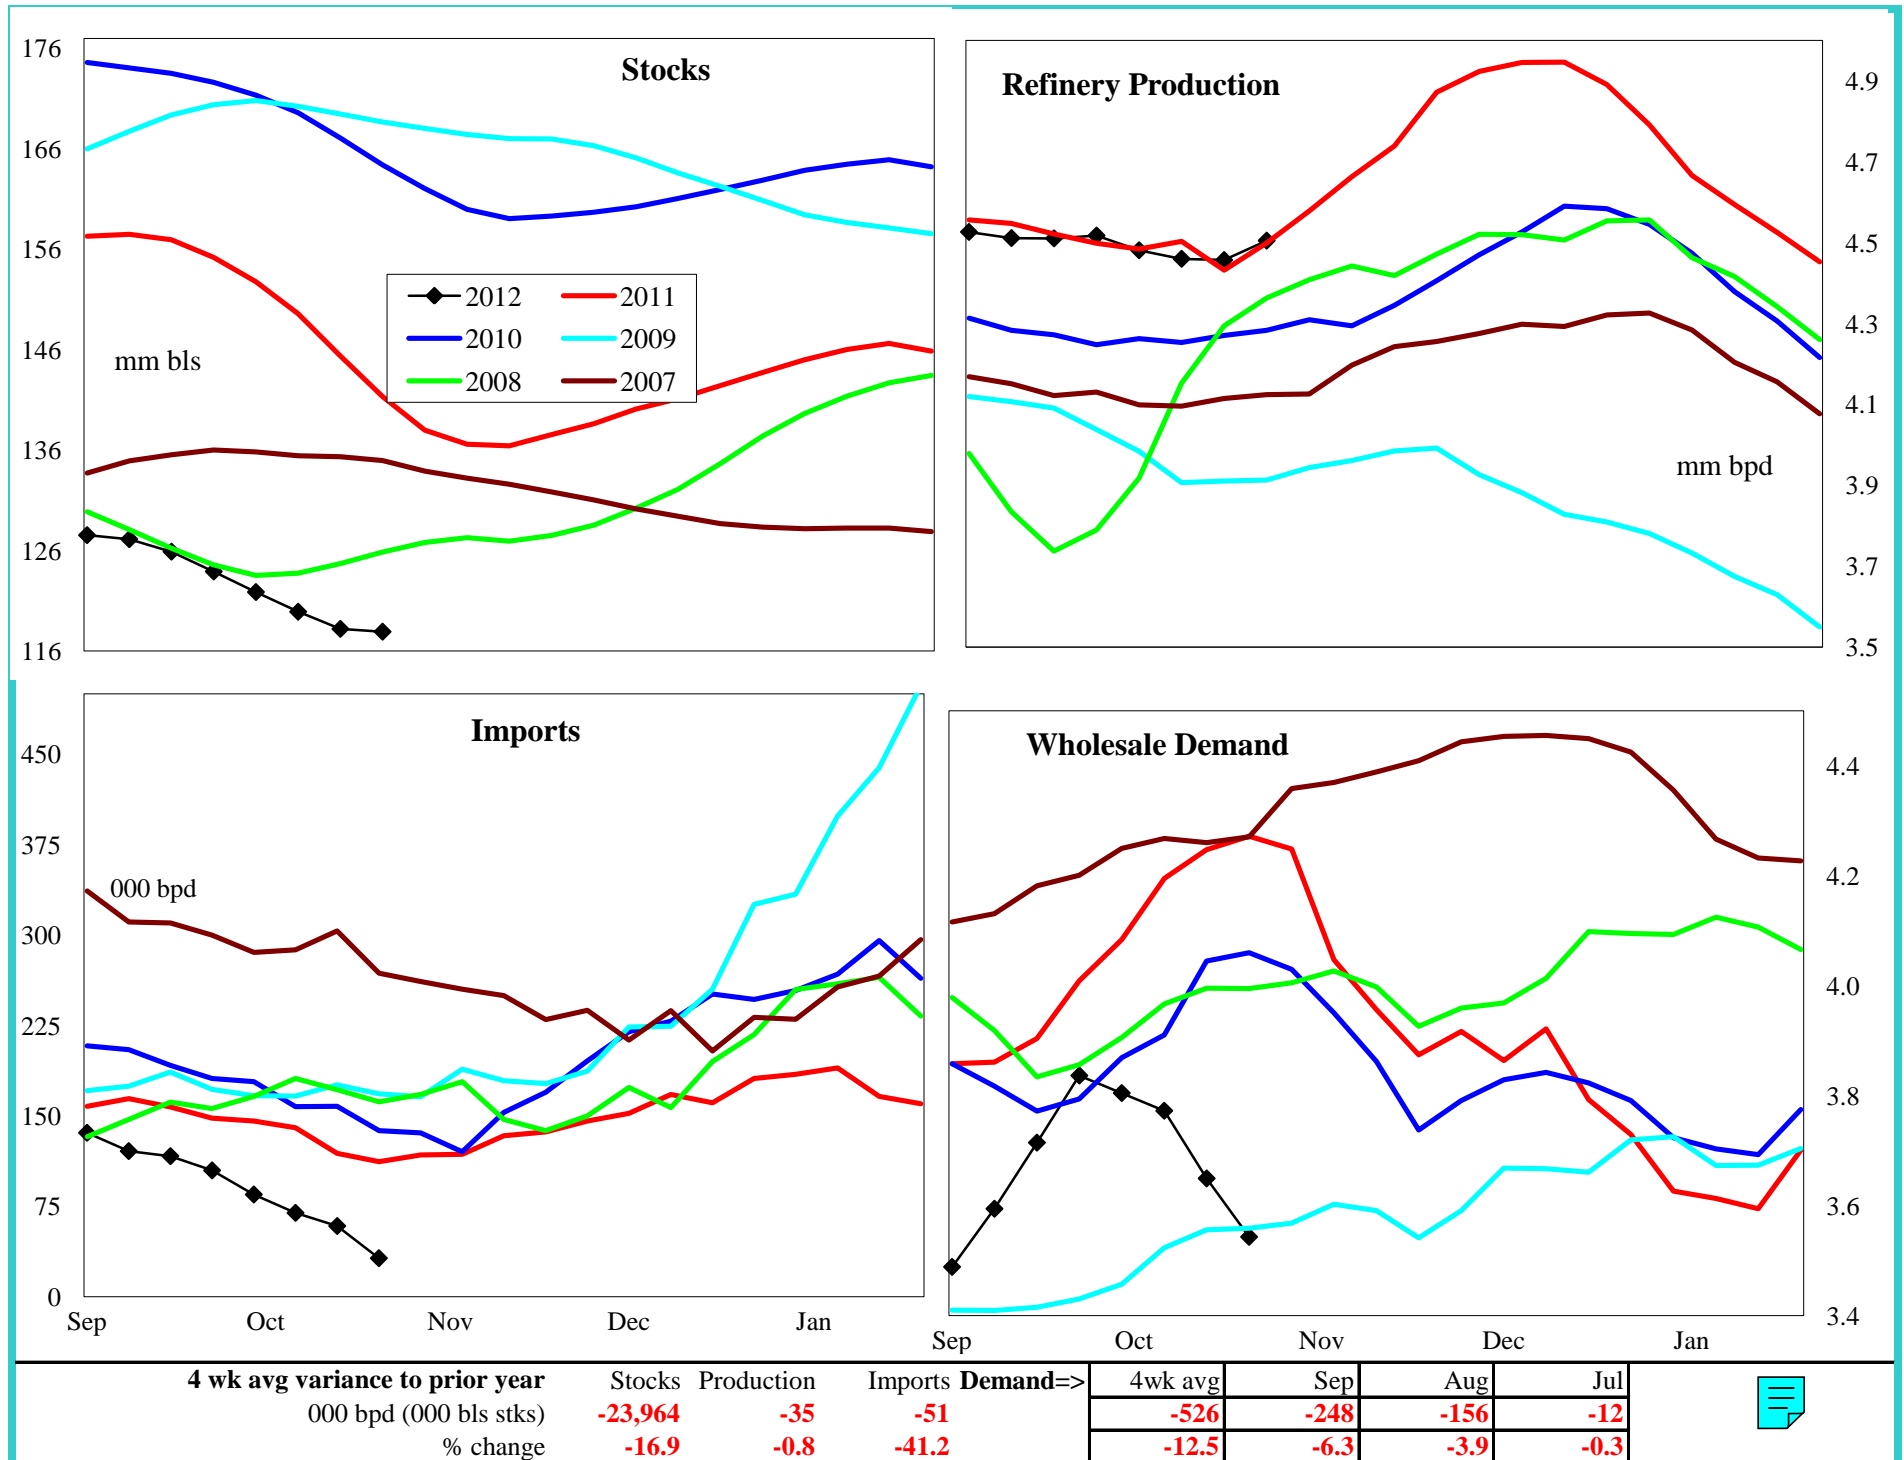 Stocks
176
166
156
146
136
126
116
mm bls
2012 2011
2010 2009
2008 2007
Refinery Production
4.9
4.7
4.5
4.3
4.1
3.9
3.7
3.5
mm bpd
Imports
450
375
300
225
150
75
0
000 bpd
Sep Oct Nov Dec Jan
Wholesale Demand
4.4
4.2
4.0
3.8
3.6
3.4
Sep Oct Nov Dec Jan
4 wk avg variance to prior year Stocks Production Imports Demand=> 4wk avg Sep Aug Jul
000 bpd (000 bls stks) -23,964 -35 -51 -526 -248 -156 -12
% change -16.9 -0.8 -41.2 -12.5 -6.3 -3.9 -0.3